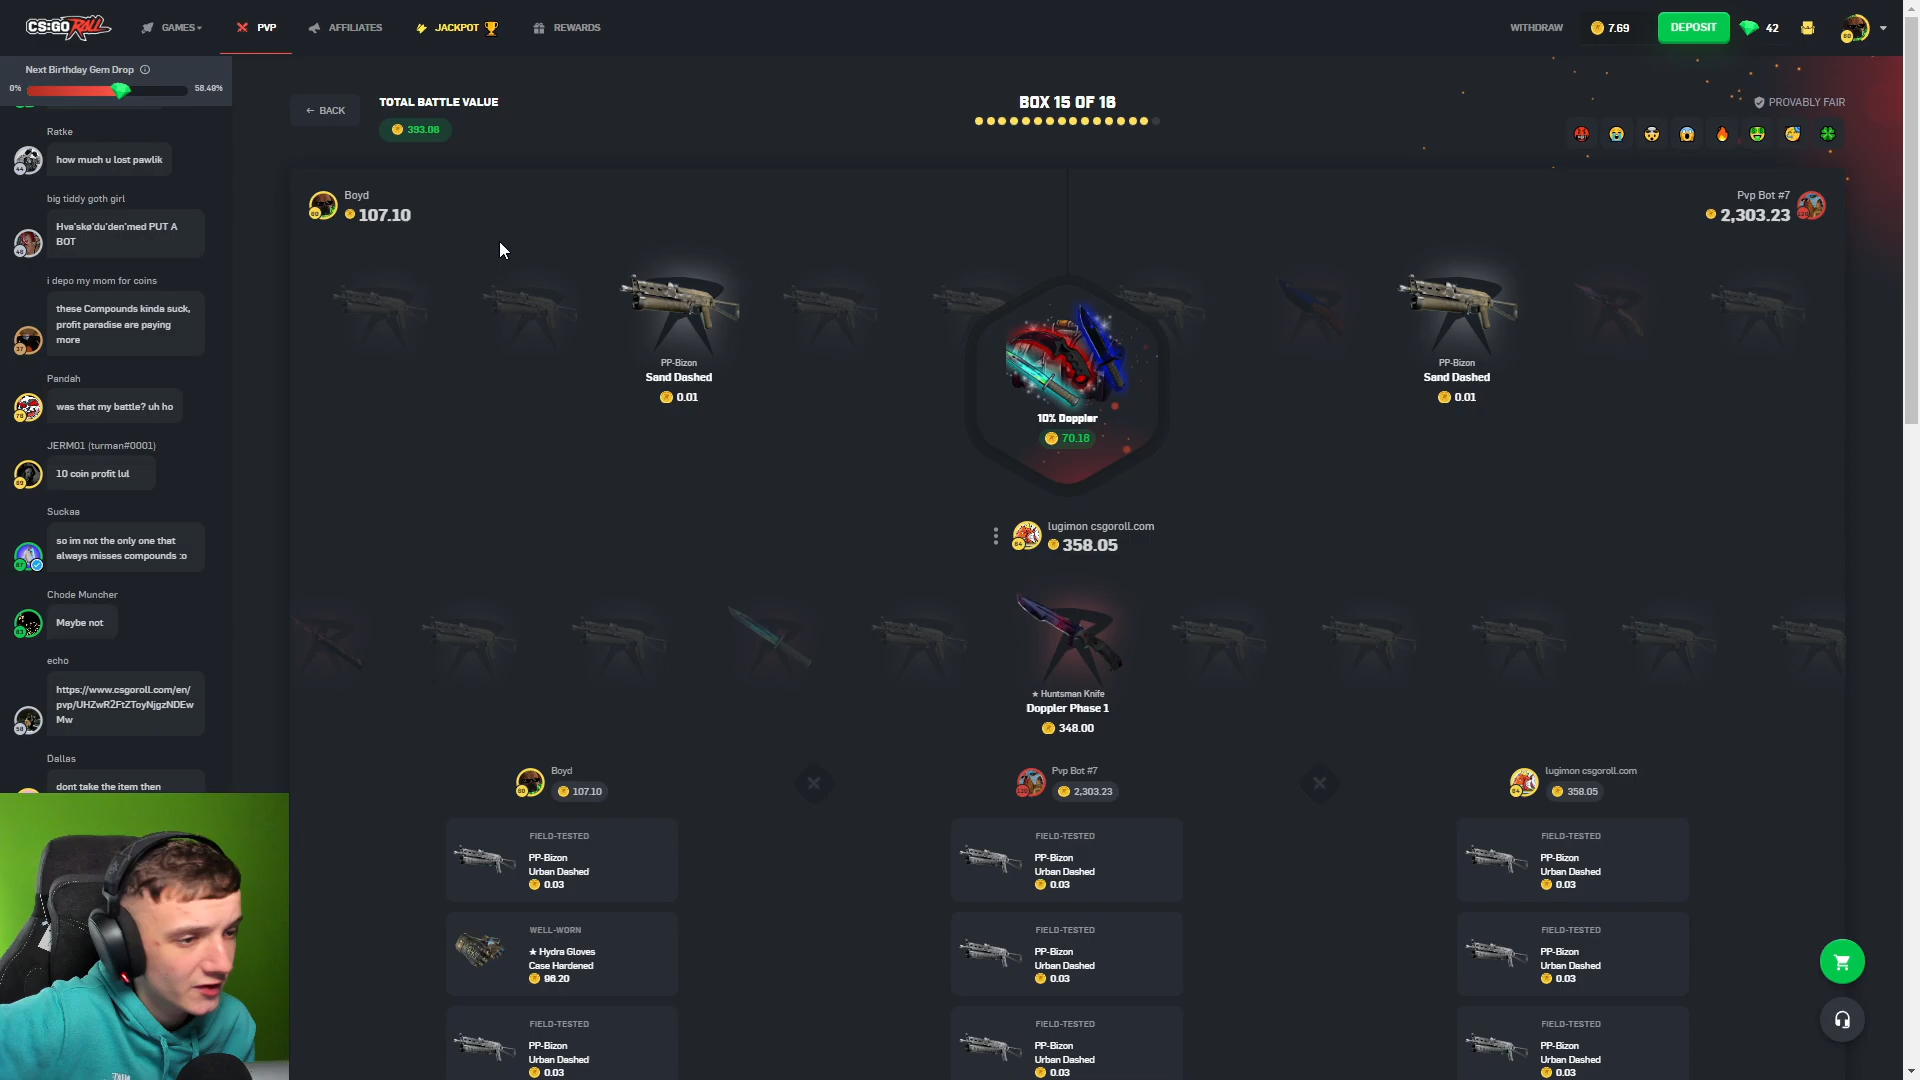 CS:GO ROLL
GAMES
PVP
AFFILIATES
JACKPOT
REWARDS
WITHDRAW
7.69
DEPOSIT
42
60
Next Birthday Gem Drop
0%
58.49%
Ratke
how much u lost pawlik
44
big tiddy goth girl
Hva'skø'du'den'med PUT A
BOT
i depo my mom for coins
these Compounds kinda suck,
profit paradise are paying
more
37
Pandah
was that my battle? uh ho
JERM01 (turman#0001)
10 coin profit lul
Suckaa
so im not the only one that
always misses compounds :o
Chode Muncher
Maybe not
echo
https://www.csgoroll.com/en/
pvp/UHZwR2FtZToyNjgzNDEw
Mw
Dallas
dont take the item then
← BACK
TOTAL BATTLE VALUE
393.08
BOX 15 OF 16
PROVABLY FAIR
Boyd
107.10
Pvp Bot #7
2,303.23
PP-Bizon
Sand Dashed
0.01
10% Doppler
70.18
PP-Bizon
Sand Dashed
0.01
lugimon csgoroll.com
358.05
★ Huntsman Knife
Doppler Phase 1
348.00
Boyd
107.10
Pvp Bot #7
2,303.23
lugimon csgoroll.com
358.05
FIELD-TESTED
PP-Bizon
Urban Dashed
0.03
FIELD-TESTED
PP-Bizon
Urban Dashed
0.03
FIELD-TESTED
PP-Bizon
Urban Dashed
0.03
WELL-WORN
★ Hydra Gloves
Case Hardened
96.20
FIELD-TESTED
PP-Bizon
Urban Dashed
0.03
FIELD-TESTED
PP-Bizon
Urban Dashed
0.03
FIELD-TESTED
PP-Bizon
Urban Dashed
0.03
FIELD-TESTED
PP-Bizon
Urban Dashed
0.03
FIELD-TESTED
PP-Bizon
Urban Dashed
0.03